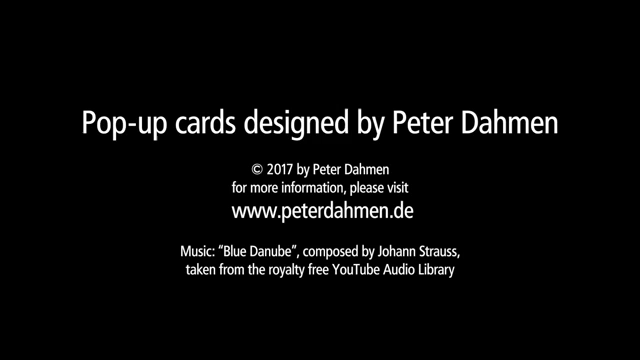 Pop-up cards designed by Peter Dahmen
© 2017 by Peter Dahmen
for more information, please visit
www.peterdahmen.de
Music: “Blue Danube”, composed by Johann Strauss,
taken from the royalty free YouTube Audio Library